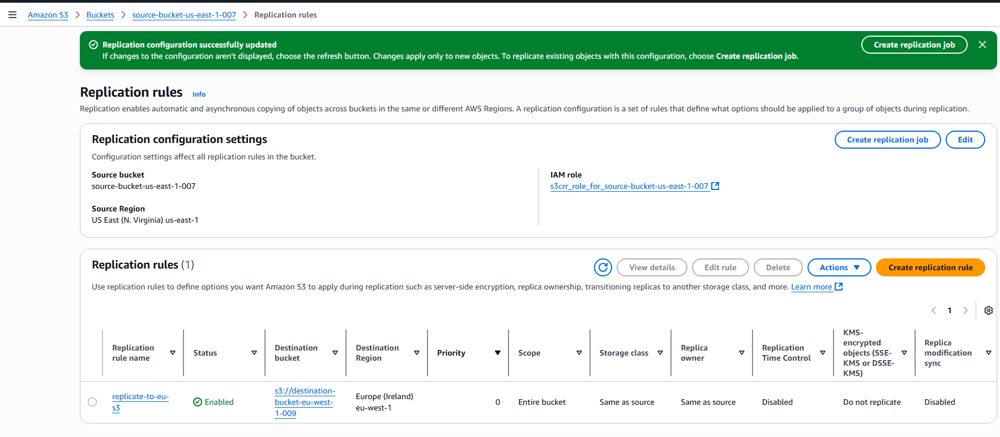 Amazon S3 > Buckets > source-bucket-us-east-1-007 > Replication rules
Replication configuration successfully updated
If changes to the configuration aren't displayed, choose the refresh button. Changes apply only to new objects. To replicate existing objects with this configuration, choose Create replication job.
Create replication job
Replication rules Info
Replication enables automatic and asynchronous copying of objects across buckets in the same or different AWS Regions. A replication configuration is a set of rules that define what options should be applied to a group of objects during replication.
Replication configuration settings
Create replication job Edit
Configuration settings affect all replication rules in the bucket.
Source bucket
source-bucket-us-east-1-007
Source Region
US East (N. Virginia) us-east-1
IAM role
s3crr_role_for_source-bucket-us-east-1-007
Replication rules (1)
View details Edit rule Delete Actions Create replication rule
Use replication rules to define options you want Amazon S3 to apply during replication such as server-side encryption, replica ownership, transitioning replicas to another storage class, and more. Learn more
1
Replication
rule name
Status
Destination
bucket
Destination
Region
Priority
Scope
Storage class
Replica
owner
Replication
Time Control
KMS-
encrypted
objects (SSE-
KMS or DSSE-
KMS)
Replica
modification
sync
replicate-to-eu-
s3
Enabled
s3://destination-
bucket-eu-west-
1-009
Europe (Ireland)
eu-west-1
0
Entire bucket
Same as source
Same as source
Disabled
Do not replicate
Disabled